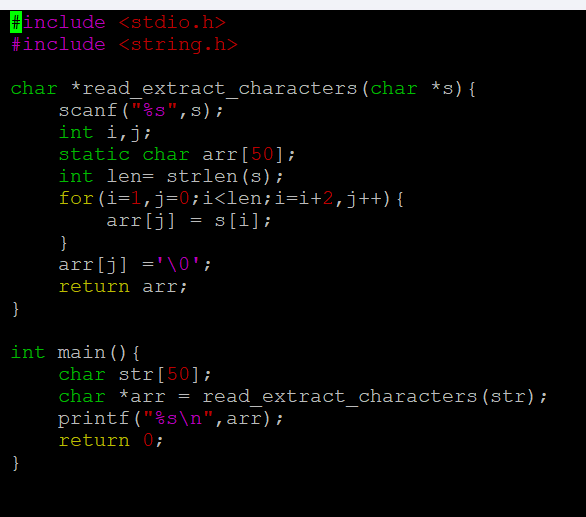 #include <stdio.h>
#include <string.h>

char *read_extract_characters(char *s){
    scanf("%s",s);
    int i,j;
    static char arr[50];
    int len= strlen(s);
    for(i=1,j=0;i<len;i=i+2,j++){
        arr[j] = s[i];
    }
    arr[j] ='\0';
    return arr;
}

int main(){
    char str[50];
    char *arr = read_extract_characters(str);
    printf("%s\n",arr);
    return 0;
}